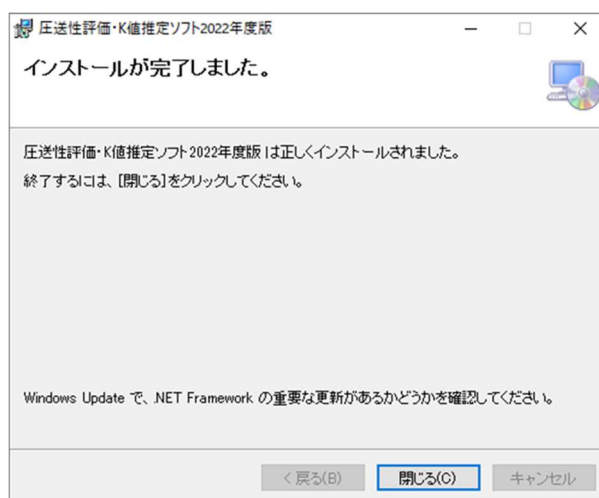 圧送性評価・K値推定ソフト2022年度版
インストールが完了しました。
圧送性評価・K値推定ソフト2022年度版 は正しくインストールされました。
終了するには、[閉じる]をクリックしてください。
Windows Update で、.NET Framework の重要な更新があるかどうかを確認してください。
< 戻る(B) 閉じる(C) キャンセル